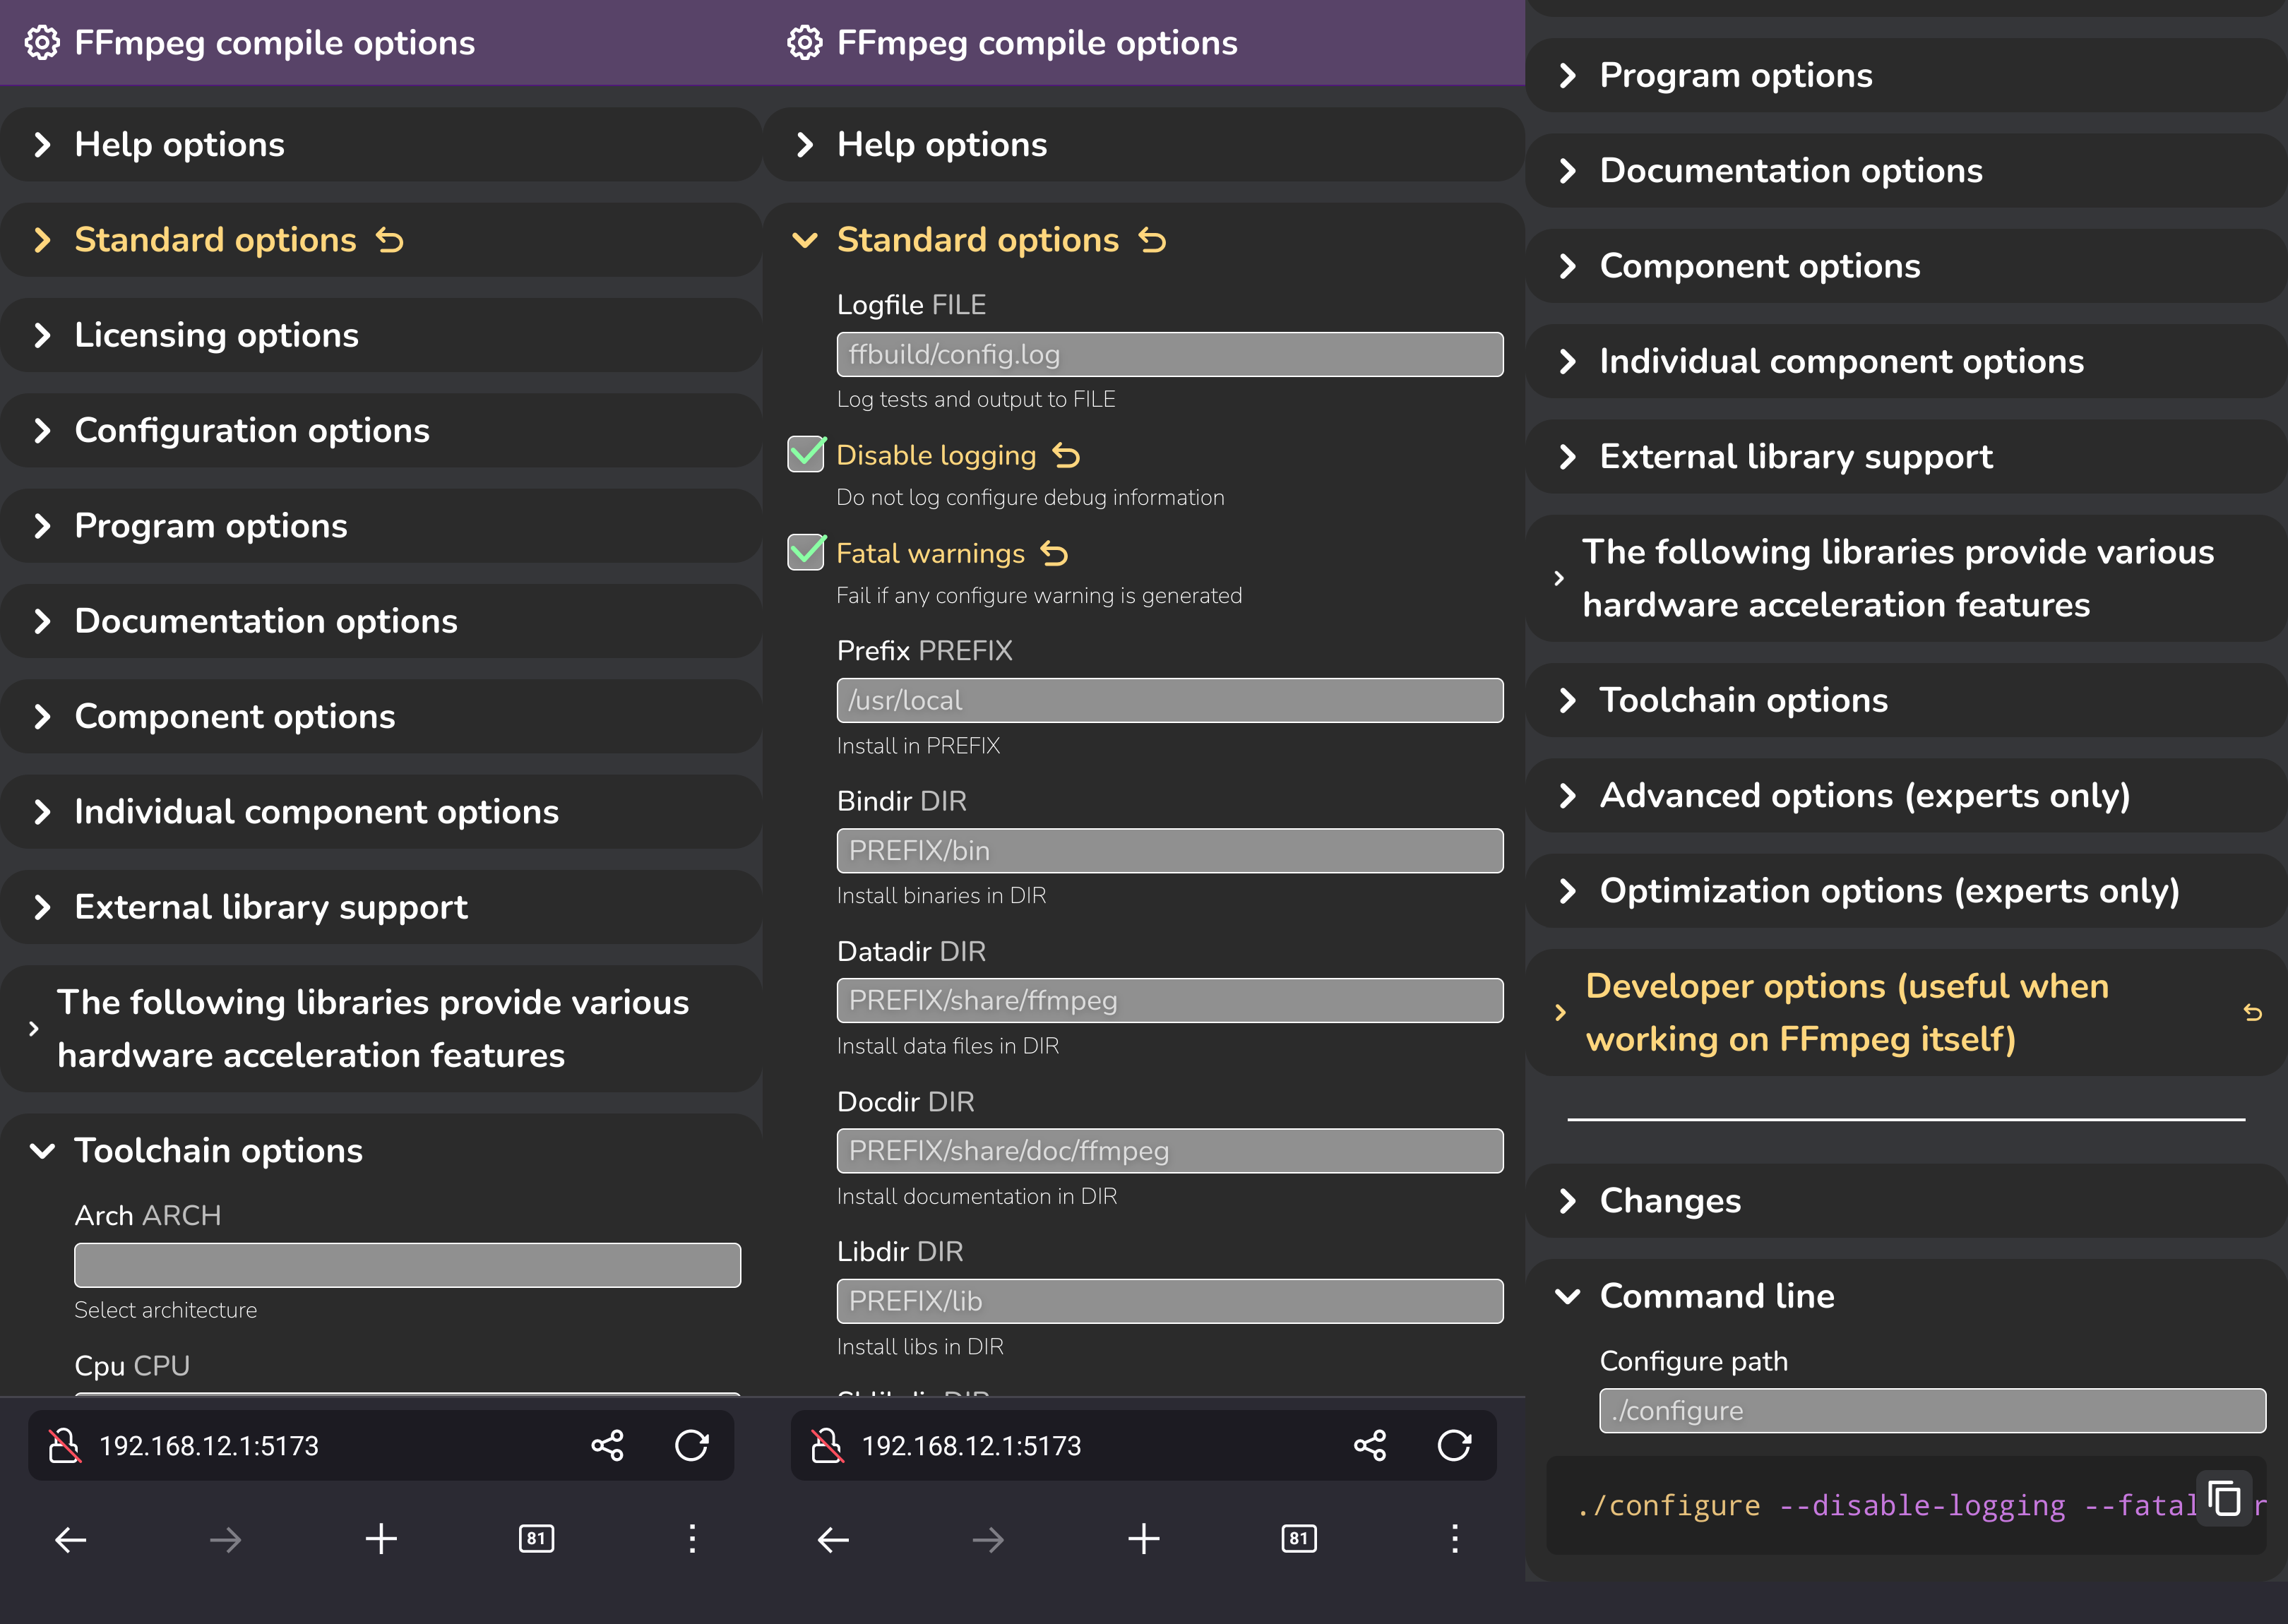 FFmpeg compile options
Help options
Standard options
Licensing options
Configuration options
Program options
Documentation options
Component options
Individual component options
External library support
The following libraries provide various
hardware acceleration features
Toolchain options
Arch ARCH
Select architecture
Cpu CPU
192.168.12.1:5173
81
FFmpeg compile options
Help options
Standard options
Logfile FILE
ffbuild/config.log
Log tests and output to FILE
Disable logging
Do not log configure debug information
Fatal warnings
Fail if any configure warning is generated
Prefix PREFIX
/usr/local
Install in PREFIX
Bindir DIR
PREFIX/bin
Install binaries in DIR
Datadir DIR
PREFIX/share/ffmpeg
Install data files in DIR
Docdir DIR
PREFIX/share/doc/ffmpeg
Install documentation in DIR
Libdir DIR
PREFIX/lib
Install libs in DIR
192.168.12.1:5173
81
Program options
Documentation options
Component options
Individual component options
External library support
The following libraries provide various
hardware acceleration features
Toolchain options
Advanced options (experts only)
Optimization options (experts only)
Developer options (useful when
working on FFmpeg itself)
Changes
Command line
Configure path
./configure
./configure --disable-logging --fatal